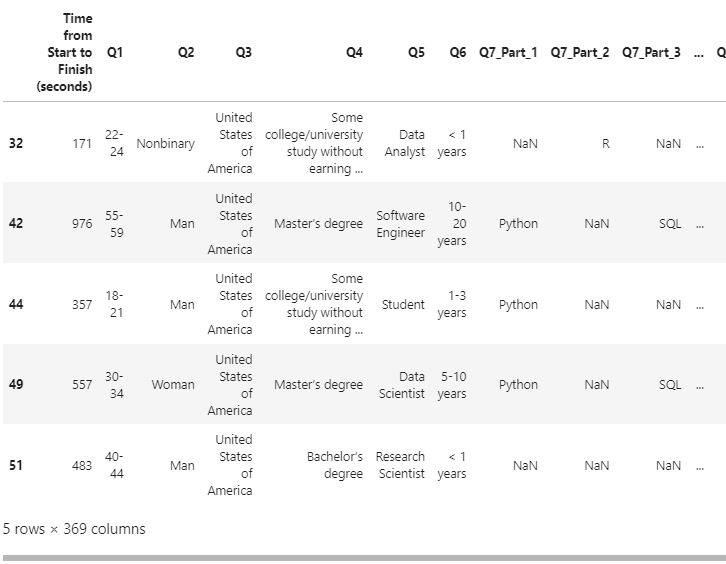 Time from Start to Finish (seconds) Q1 Q2 Q3 Q4 Q5 Q6 Q7_Part_1 Q7_Part_2 Q7_Part_3 ... Q
32 171 22-24 Nonbinary United States of America Some college/university study without earning ... Data Analyst < 1 years NaN R NaN ...
42 976 55-59 Man United States of America Master's degree Software Engineer 10-20 years Python NaN SQL ...
44 357 18-21 Man United States of America Some college/university study without earning ... Student 1-3 years Python NaN NaN ...
49 557 30-34 Woman United States of America Master's degree Data Scientist 5-10 years Python NaN SQL ...
51 483 40-44 Man United States of America Bachelor's degree Research Scientist < 1 years NaN NaN NaN ...
5 rows × 369 columns